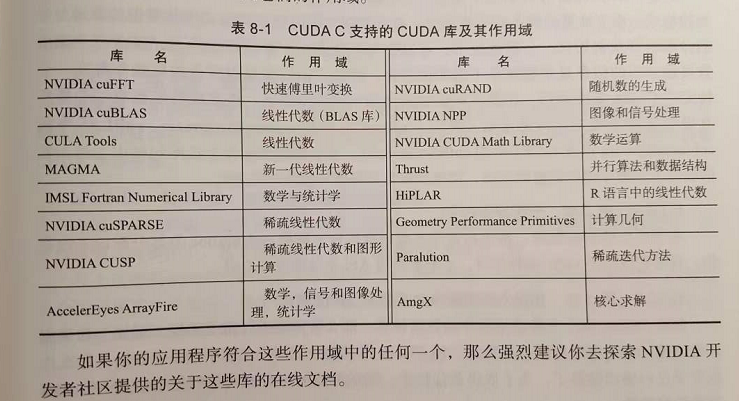 表 8-1 CUDA C 支持的 CUDA 库及其作用域
库 名 作 用 域 库 名 作 用 域
NVIDIA cuFFT 快速傅里叶变换 NVIDIA cuRAND 随机数的生成
NVIDIA cuBLAS 线性代数（BLAS 库） NVIDIA NPP 图像和信号处理
CULA Tools 线性代数 NVIDIA CUDA Math Library 数学运算
MAGMA 新一代线性代数 Thrust 并行算法和数据结构
IMSL Fortran Numerical Library 数学与统计学 HiPLAR R 语言中的线性代数
NVIDIA cuSPARSE 稀疏线性代数 Geometry Performance Primitives 计算几何
NVIDIA CUSP 稀疏线性代数和图形计算 Paralution 稀疏迭代方法
AccelerEyes ArrayFire 数学，信号和图像处理，统计学 AmgX 核心求解
如果你的应用程序符合这些作用域中的任何一个，那么强烈建议你去探索 NVIDIA 开
发者社区提供的关于这些库的在线文档。